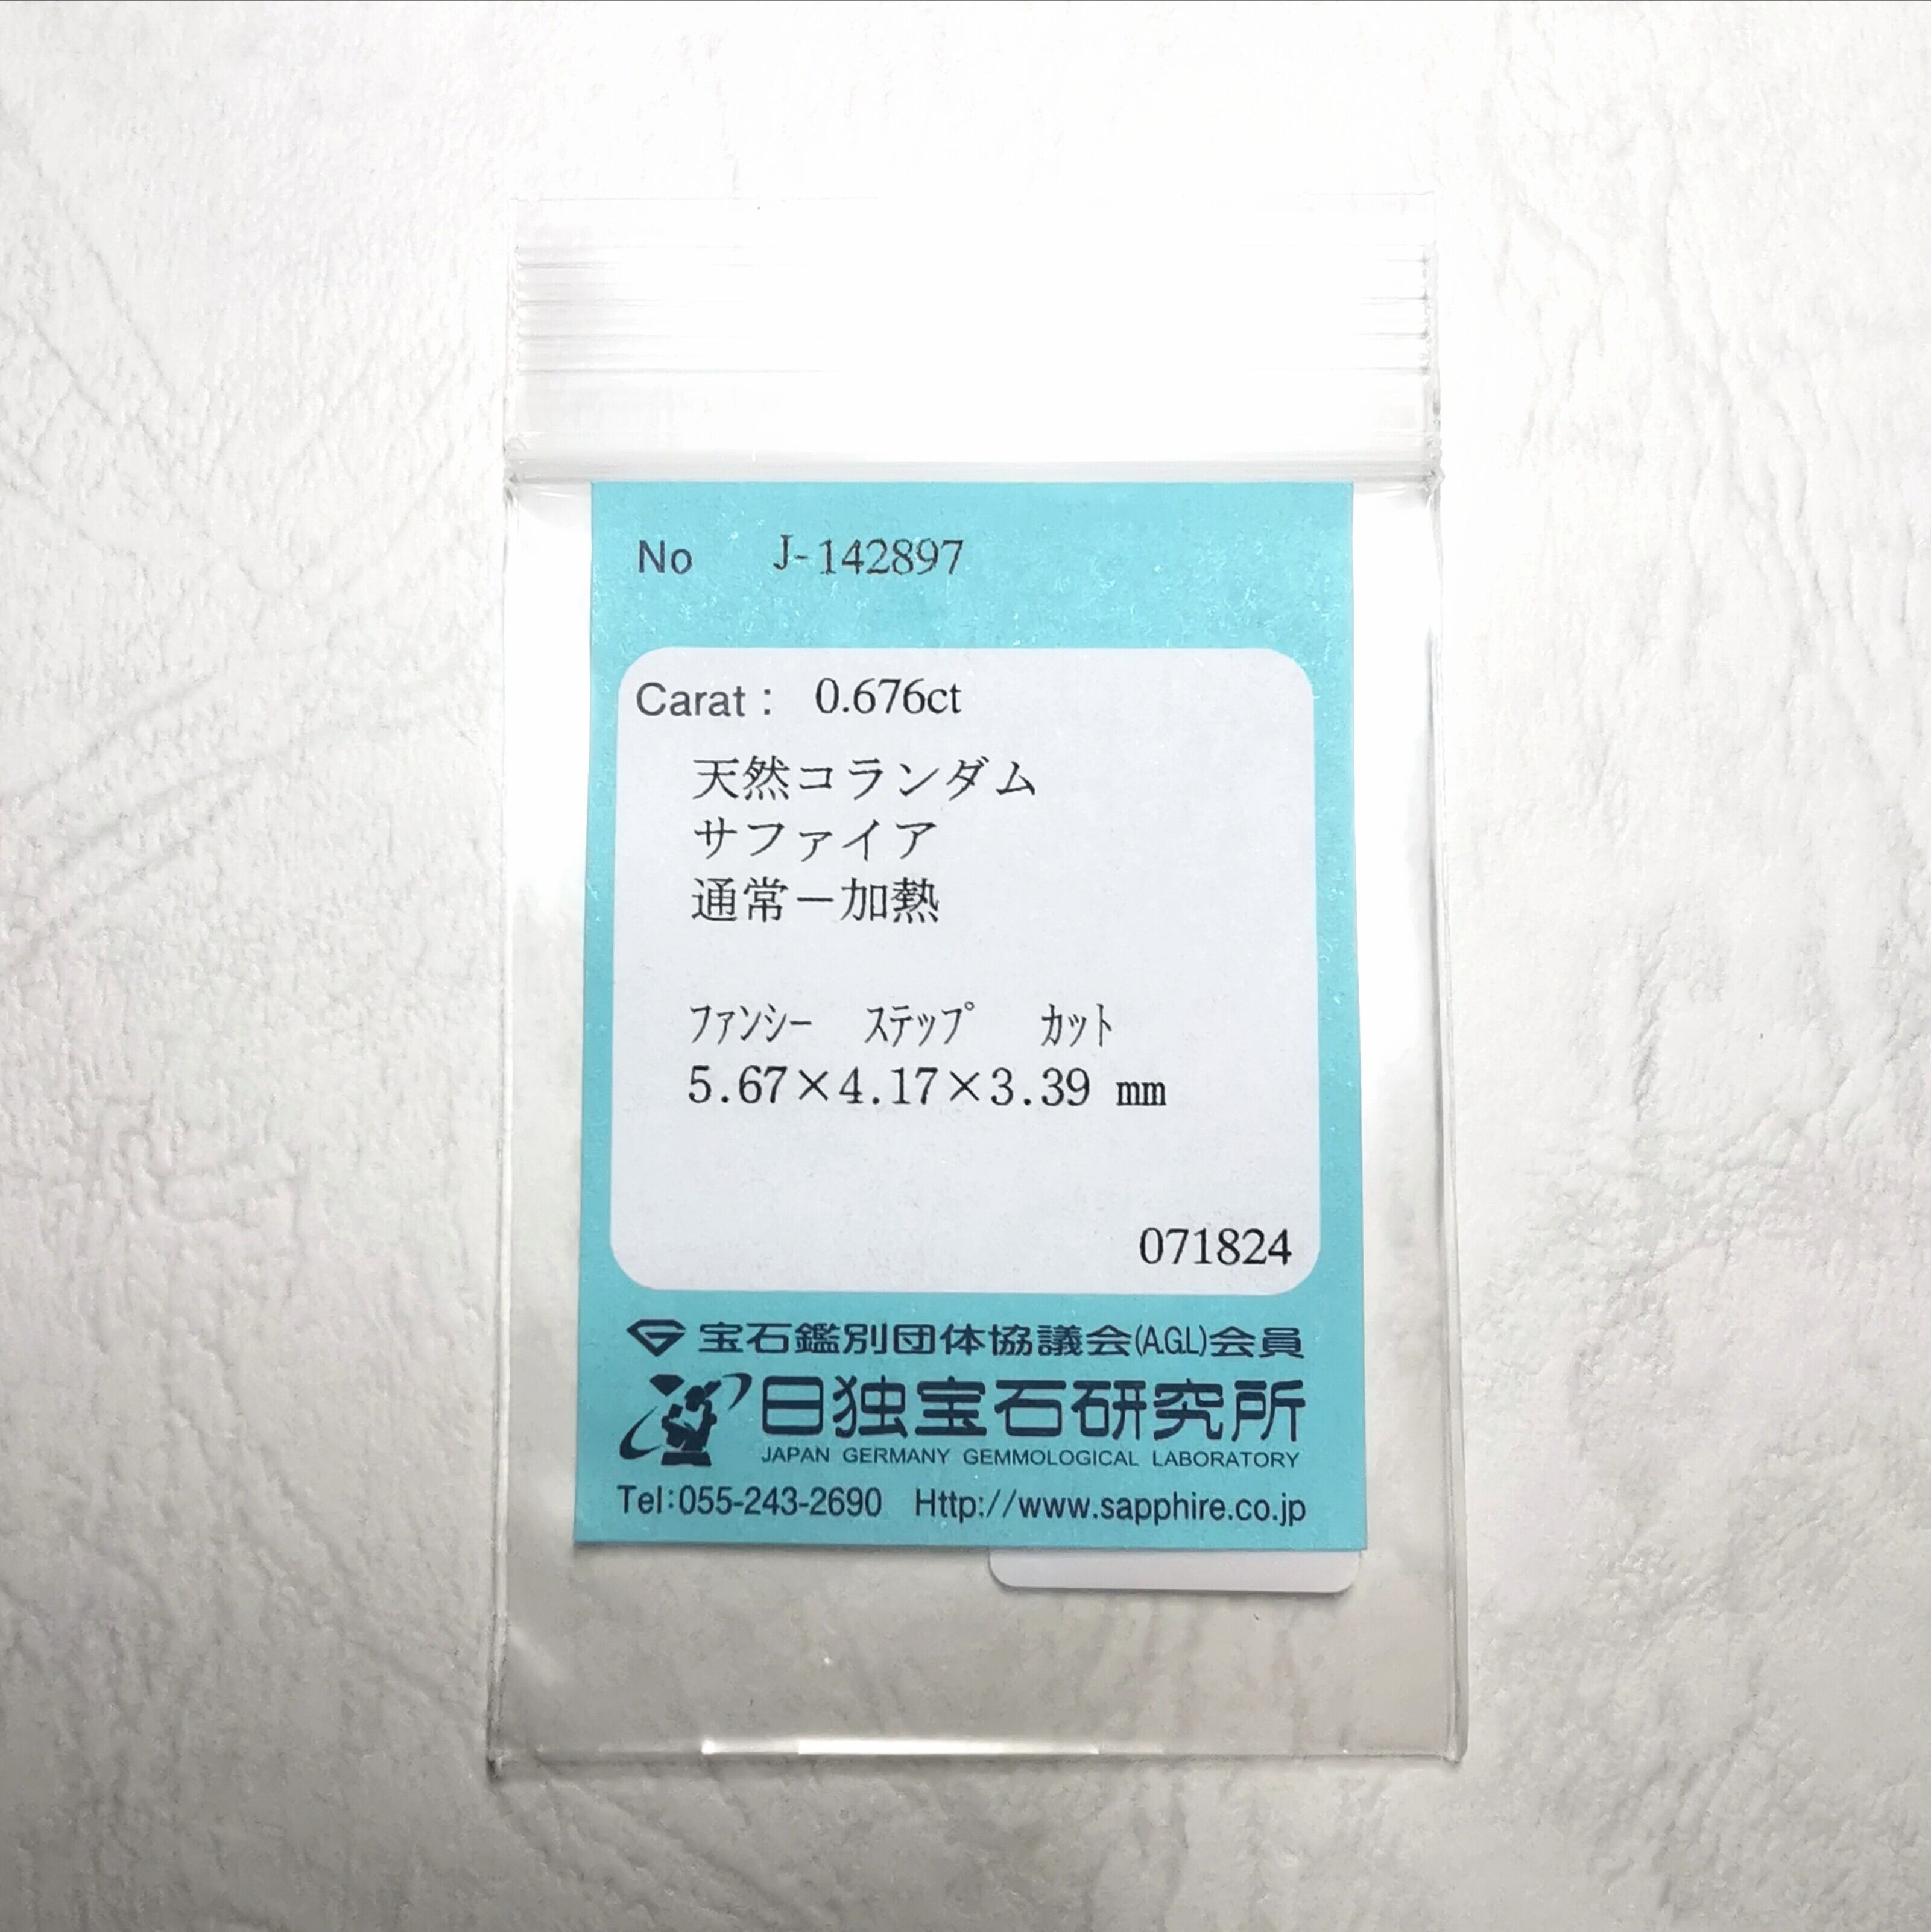 No J-142897
Carat : 0.676ct
天然コランダム
サファイア
通常－加熱
ﾌｧﾝｼｰ ｽﾃｯﾌﾟ ｶｯﾄ
5.67×4.17×3.39 mm
071824
宝石鑑別団体協議会(A.G.L)会員
日独宝石研究所
JAPAN GERMANY GEMMOLOGICAL LABORATORY
Tel:055-243-2690 Http://www.sapphire.co.jp